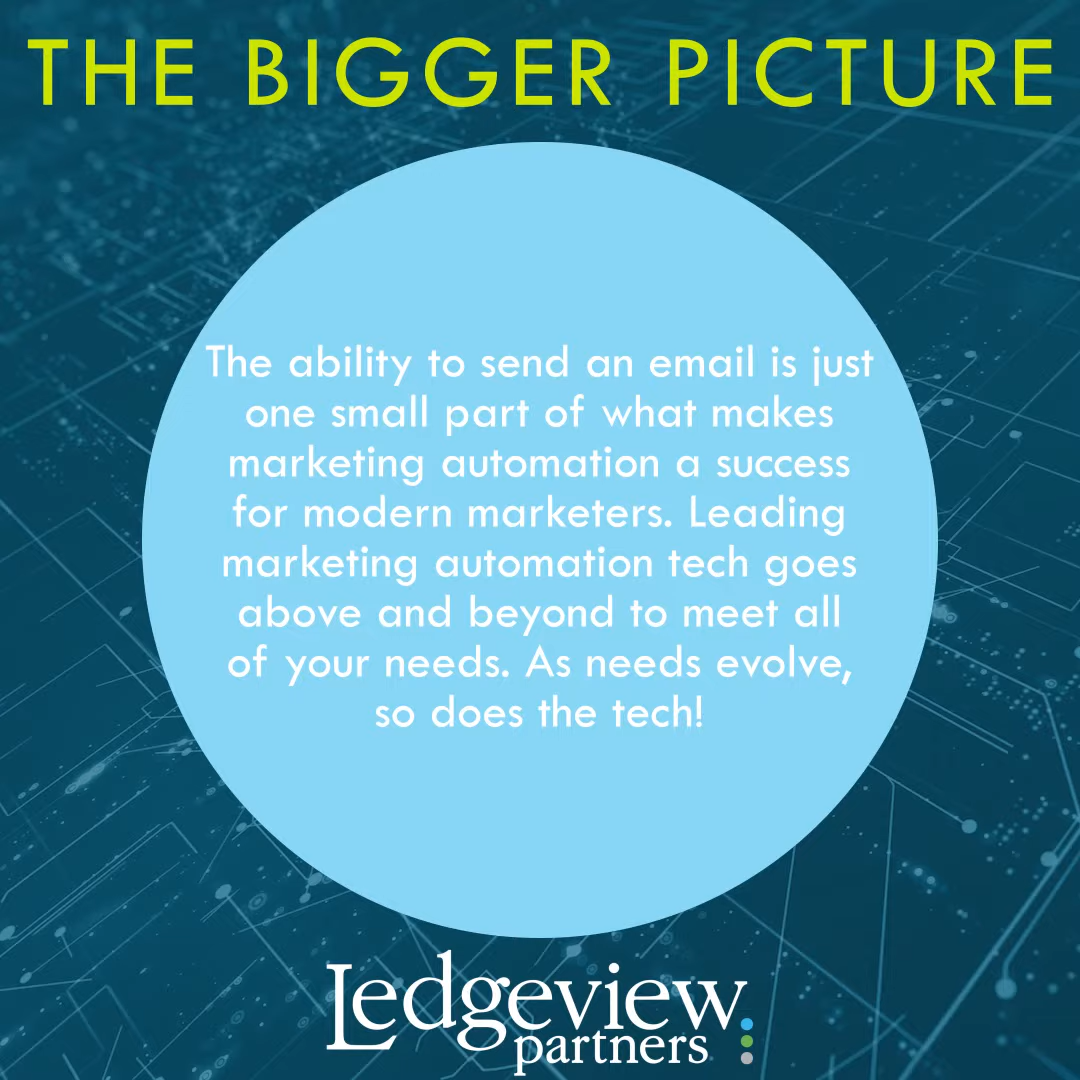 THE BIGGER PICTURE
The ability to send an email is just
one small part of what makes
marketing automation a success
for modern marketers. Leading
marketing automation tech goes
above and beyond to meet all
of your needs. As needs evolve,
so does the tech!
Ledgeview
partners